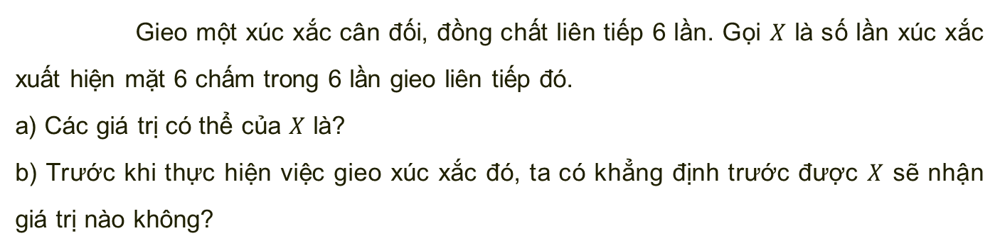 Gieo một xúc xắc cân đối, đồng chất liên tiếp 6 lần. Gọi X là số lần xúc xắc
xuất hiện mặt 6 chấm trong 6 lần gieo liên tiếp đó.
a) Các giá trị có thể của X là?
b) Trước khi thực hiện việc gieo xúc xắc đó, ta có khẳng định trước được X sẽ nhận
giá trị nào không?